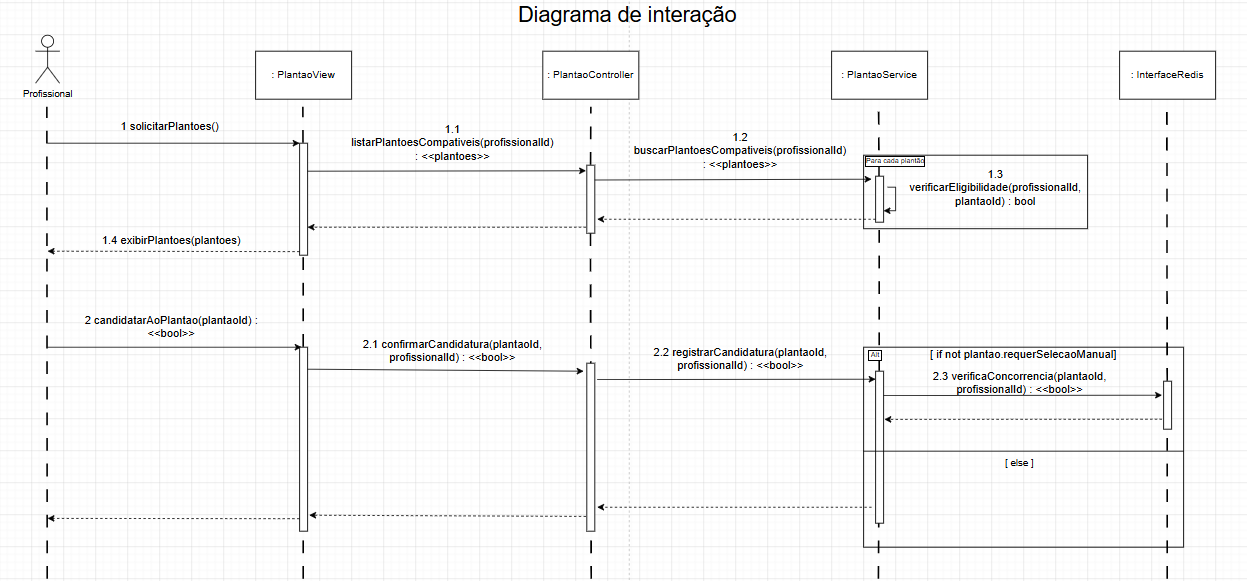 Diagrama de interação
Profissional
: PlantaoView
: PlantaoController
: PlantaoService
: InterfaceRedis
1 solicitarPlantoes()
1.1
listarPlantoesCompativeis(profissionalId)
: <<plantoes>>
1.2
buscarPlantoesCompativeis(profissionalId)
: <<plantoes>>
Para cada plantão
1.3
verificarEligibilidade(profissionalId,
plantaoId) : bool
1.4 exibirPlantoes(plantoes)
2 candidatarAoPlantao(plantaoId) :
<<bool>>
2.1 confirmarCandidatura(plantaoId,
profissionalId) : <<bool>>
2.2 registrarCandidatura(plantaoId,
profissionalId) : <<bool>>
Alt
[ if not plantao.requerSelecaoManual]
2.3 verificaConcorrencia(plantaoId,
profissionalId) : <<bool>>
[ else ]